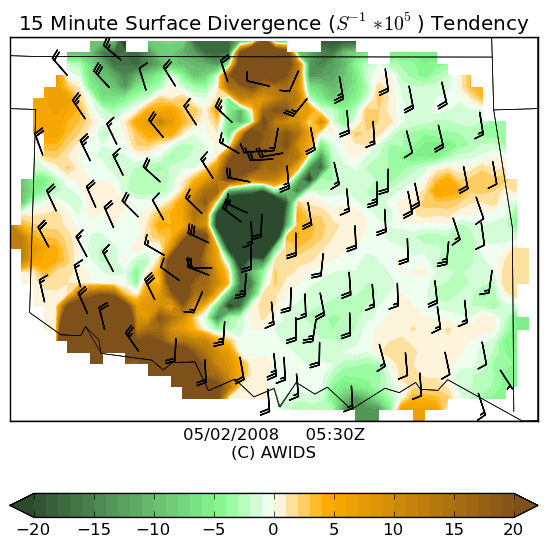 15 Minute Surface Divergence (S⁻¹ *10⁵ ) Tendency
05/02/2008 05:30Z
(C) AWIDS
−20 −15 −10 −5 0 5 10 15 20